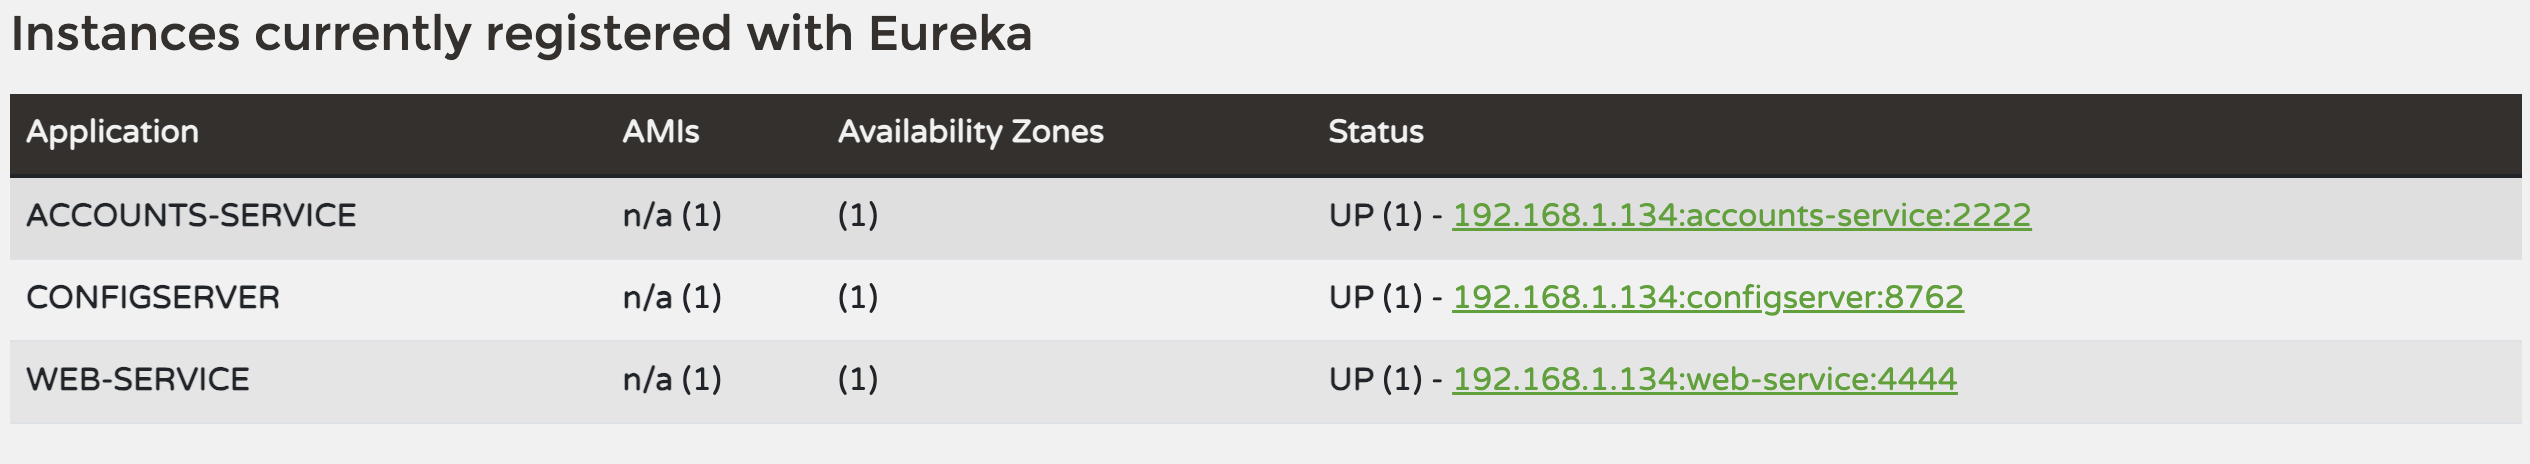 Instances currently registered with Eureka
Application AMIs Availability Zones Status
ACCOUNTS-SERVICE n/a (1) (1) UP (1) - 192.168.1.134:accounts-service:2222
CONFIGSERVER n/a (1) (1) UP (1) - 192.168.1.134:configserver:8762
WEB-SERVICE n/a (1) (1) UP (1) - 192.168.1.134:web-service:4444